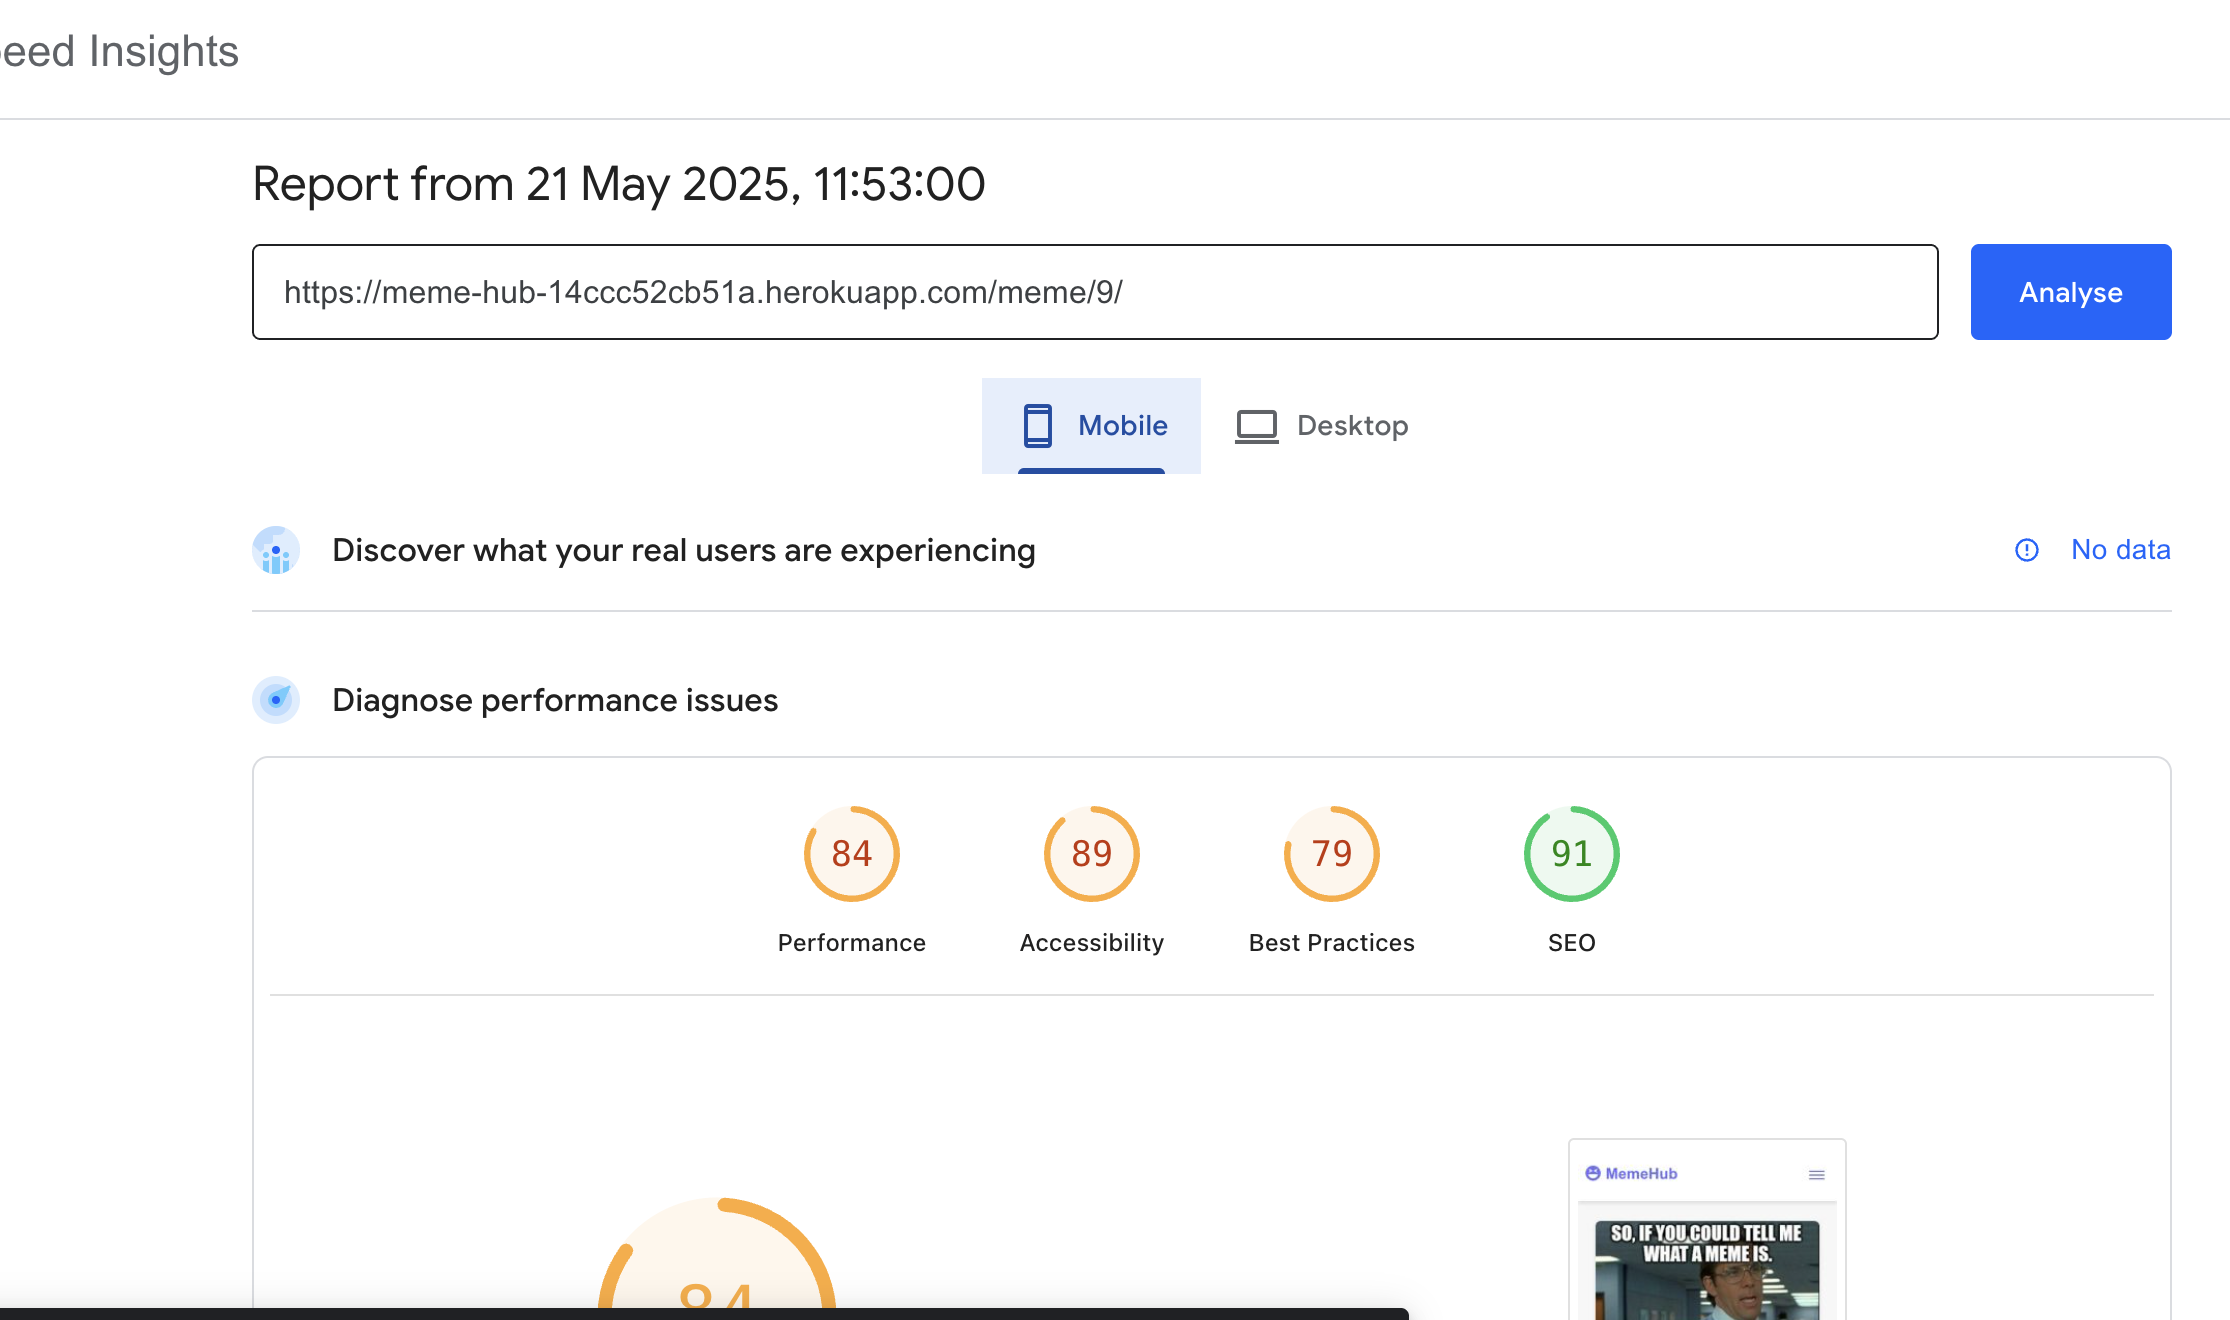 eed Insights
Report from 21 May 2025, 11:53:00
https://meme-hub-14ccc52cb51a.herokuapp.com/meme/9/
Analyse
Mobile
Desktop
Discover what your real users are experiencing
No data
Diagnose performance issues
84
89
79
91
Performance
Accessibility
Best Practices
SEO
MemeHub
SO, IF YOU COULD TELL ME
WHAT A MEME IS.
84